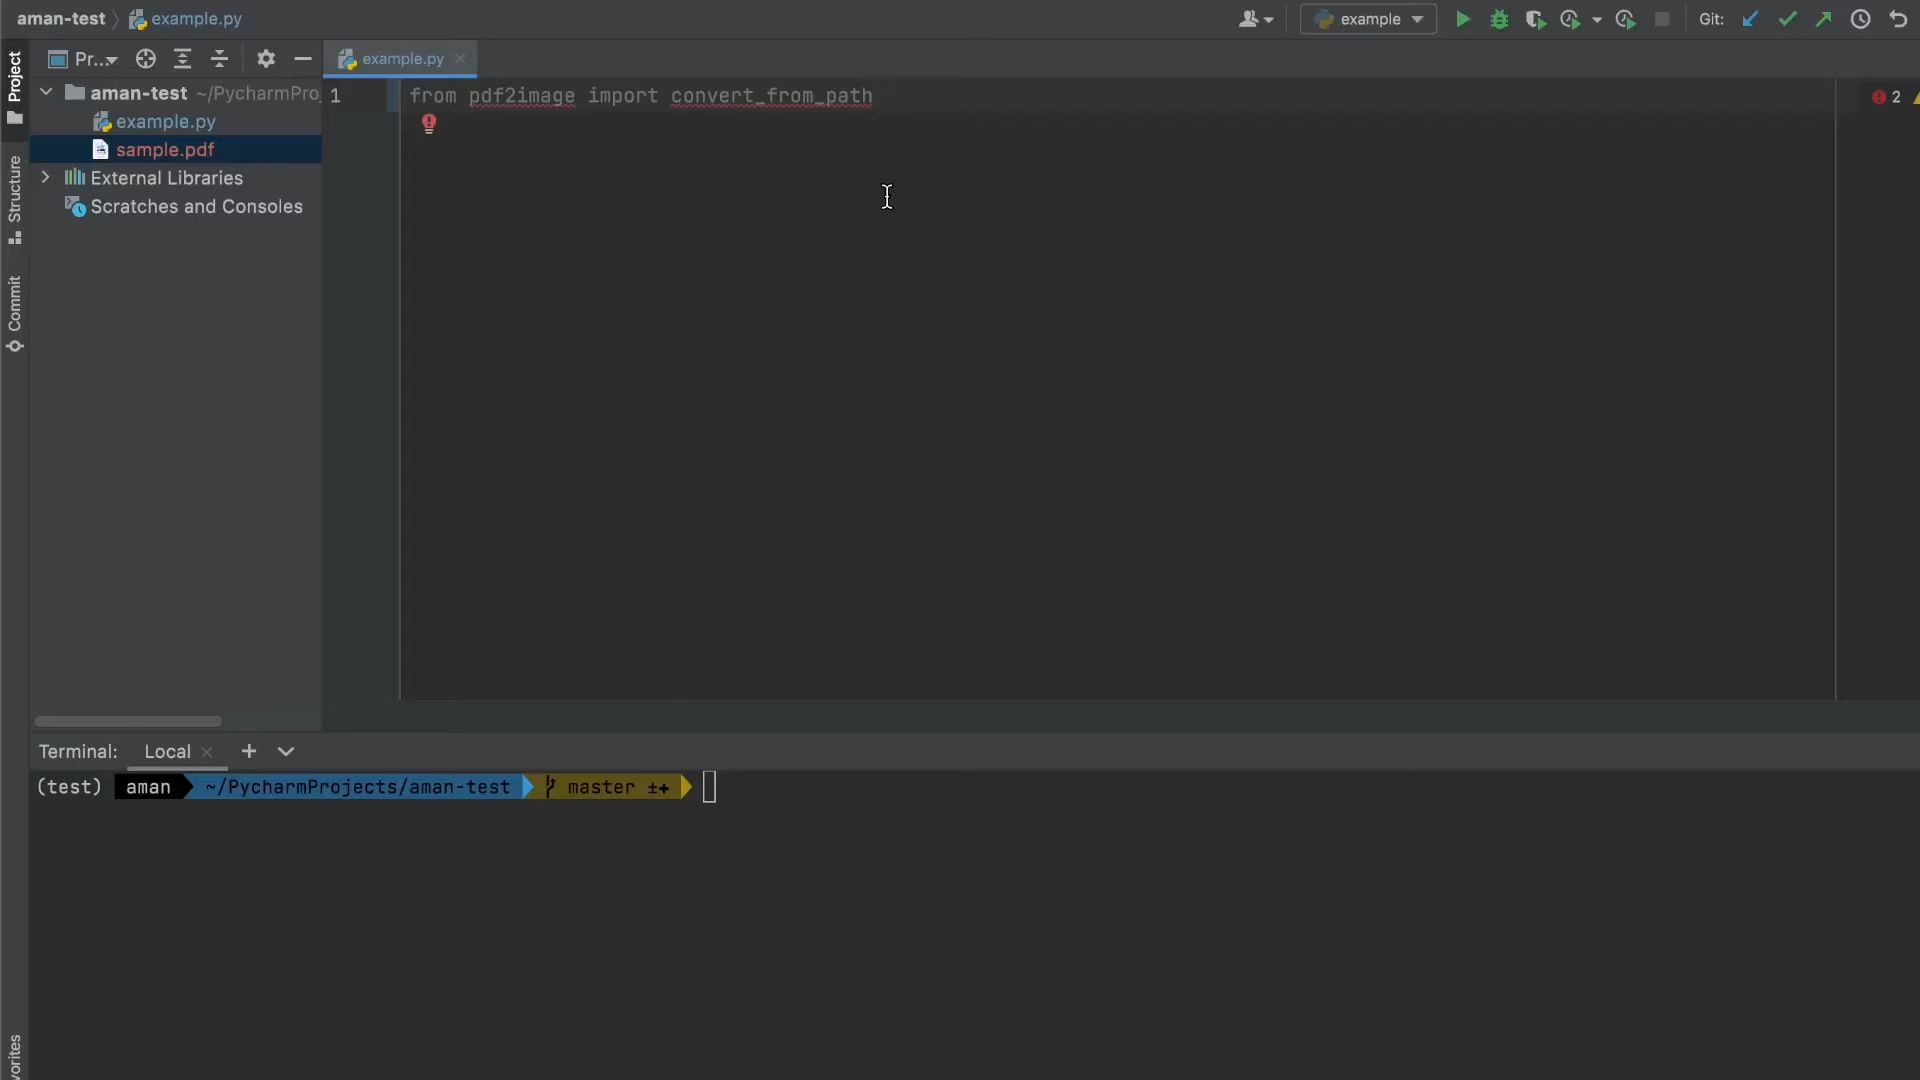 aman-test example.py
example
Git:
Project
Pr...
example.py
aman-test ~/PycharmPro
1
from pdf2image import convert_from_path
2
example.py
sample.pdf
External Libraries
Structure
Scratches and Consoles
Commit
Terminal: Local
(test) aman ~/PycharmProjects/aman-test master ±+
vorites